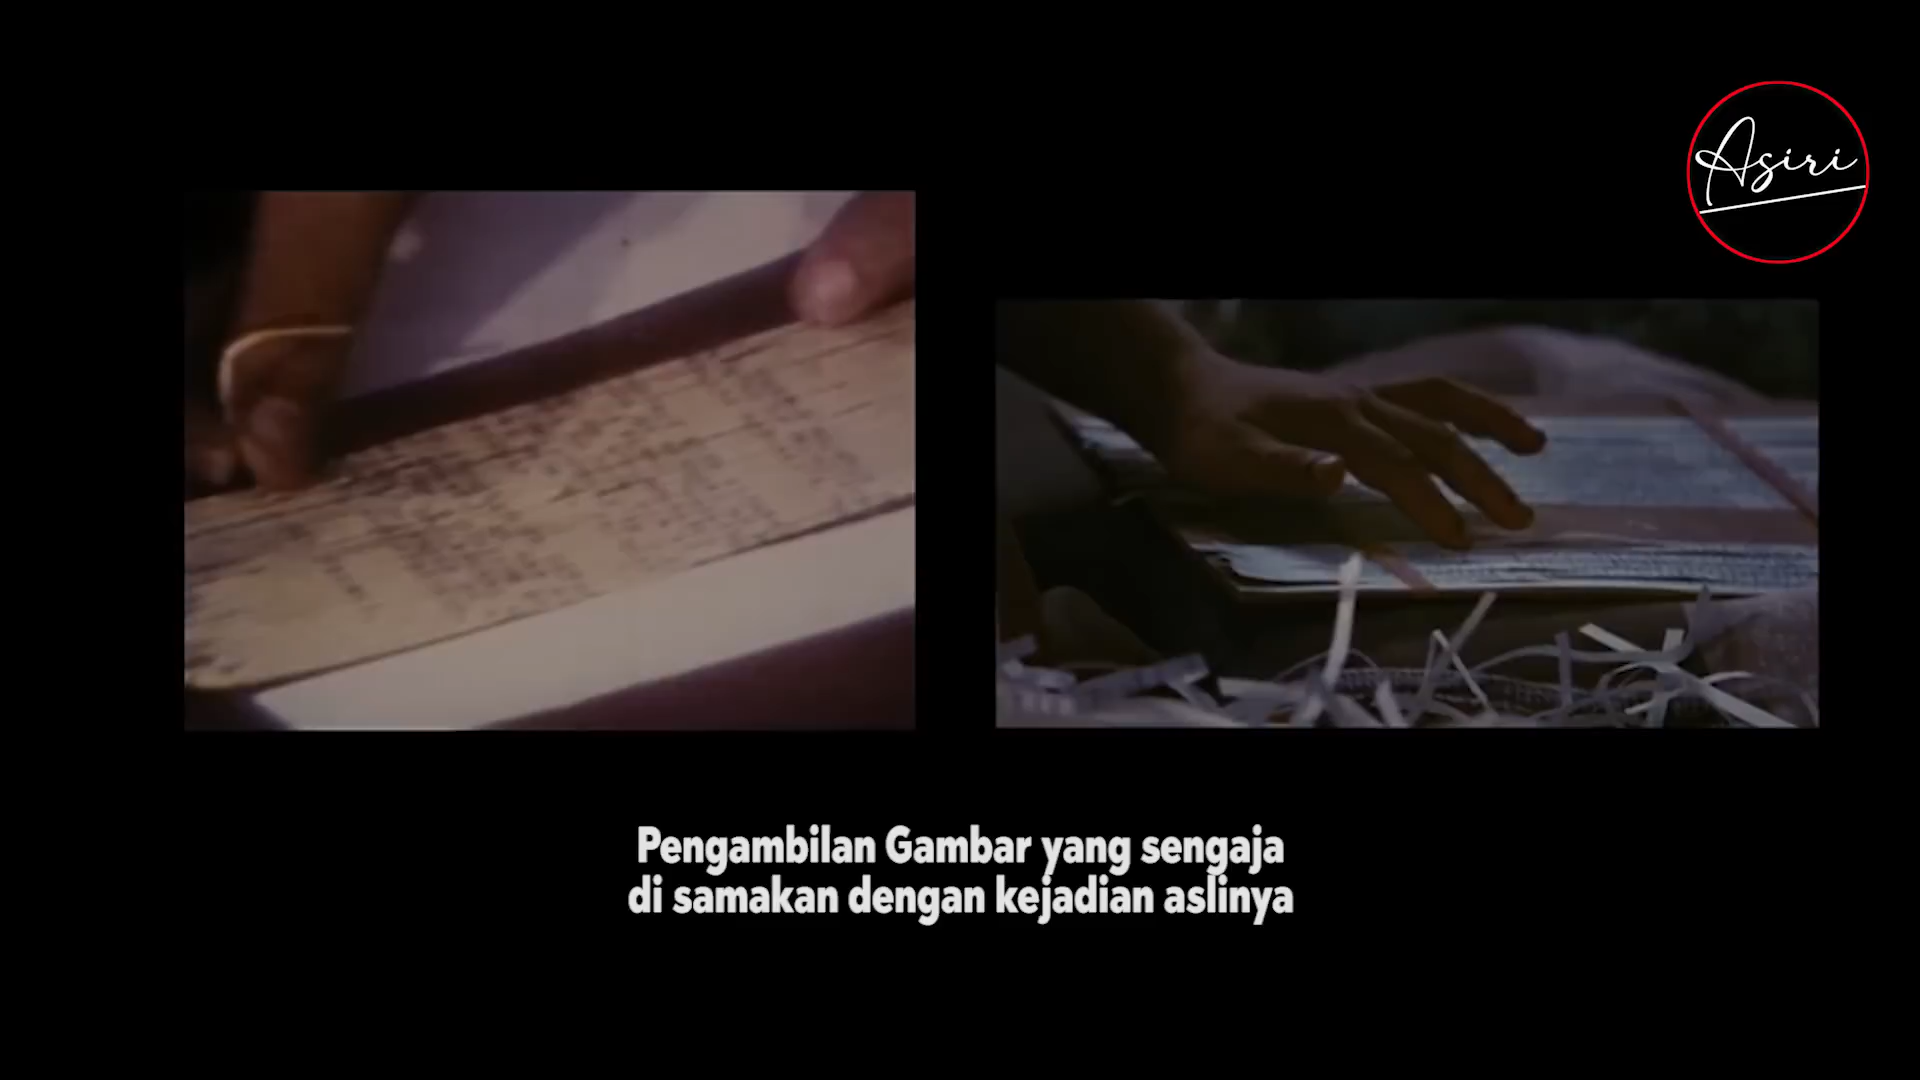 Asiri
Pengambilan Gambar yang sengaja
di samakan dengan kejadian aslinya